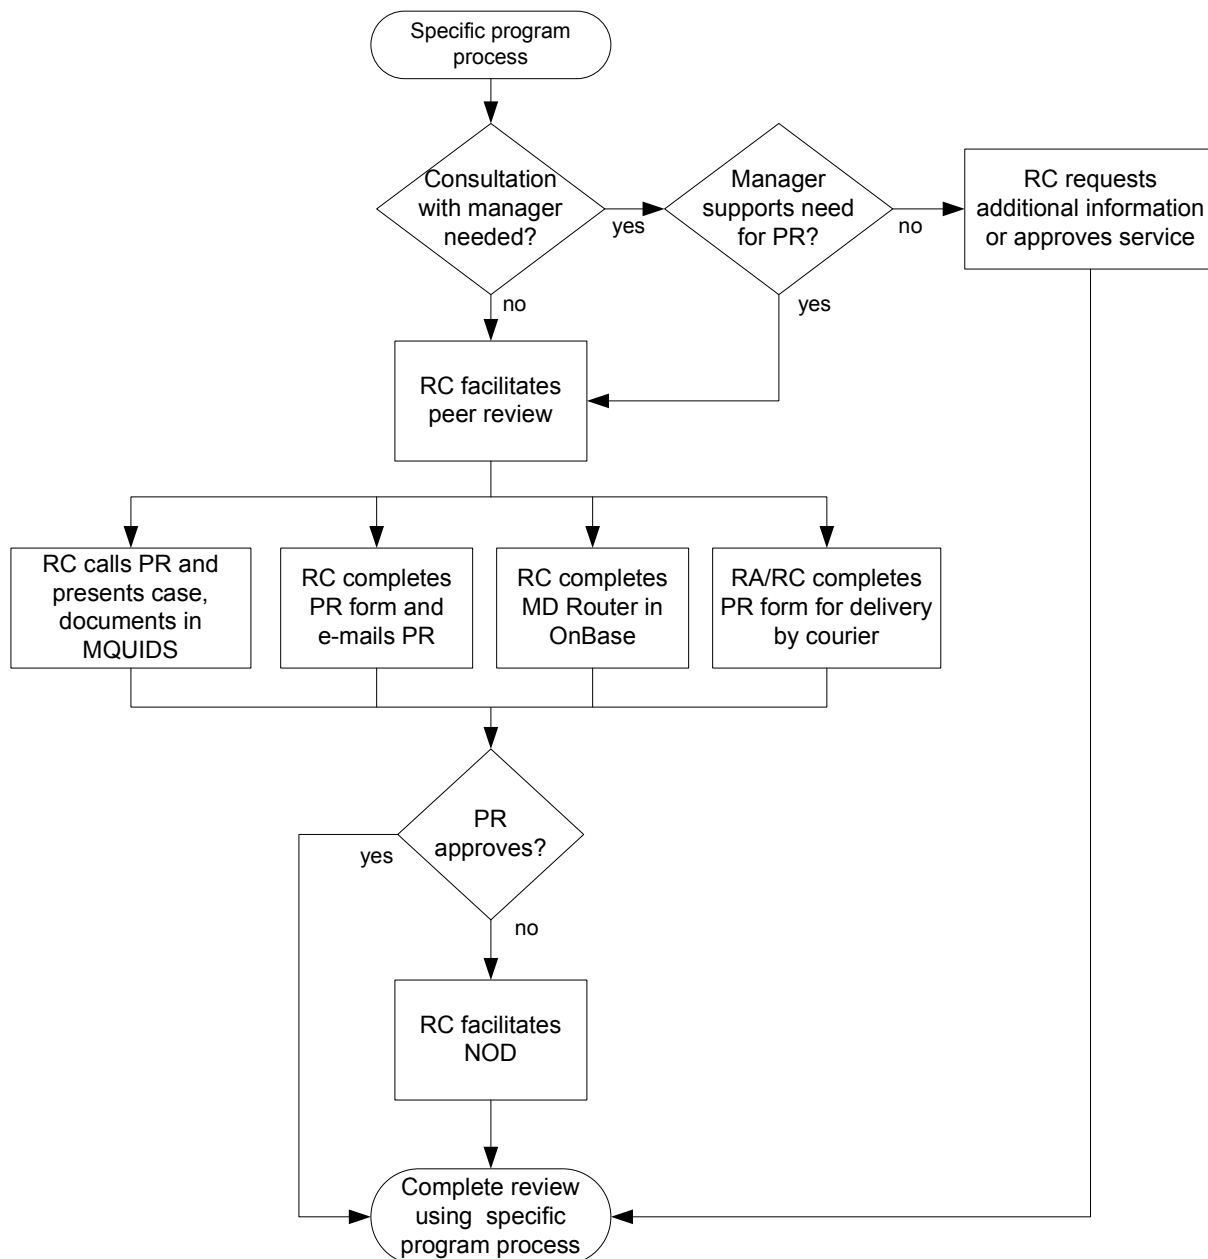 Specific program
process
Consultation
with manager
needed?
yes
Manager
supports need
for PR?
no
RC requests
additional information
or approves service
no
yes
RC facilitates
peer review
RC calls PR and
presents case,
documents in
MQUIDS
RC completes
PR form and
e-mails PR
RC completes
MD Router in
OnBase
RA/RC completes
PR form for delivery
by courier
PR
approves?
yes
no
RC facilitates
NOD
Complete review
using specific
program process